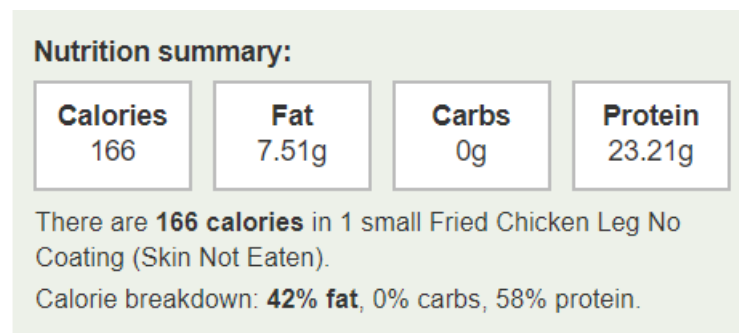 Nutrition summary:
Calories Fat Carbs Protein
166 7.51g 0g 23.21g
There are 166 calories in 1 small Fried Chicken Leg No
Coating (Skin Not Eaten).
Calorie breakdown: 42% fat, 0% carbs, 58% protein.